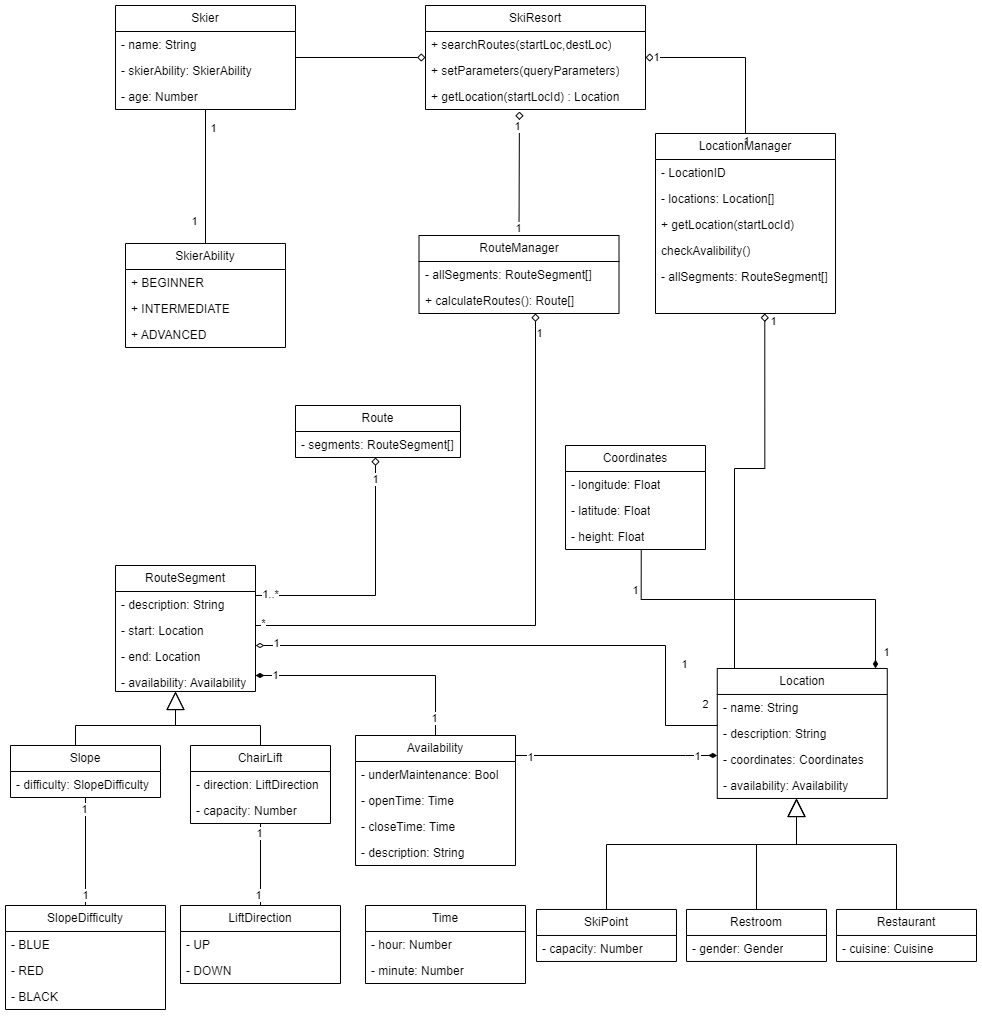 Skier
- name: String
- skierAbility: SkierAbility
- age: Number
SkiResort
+ searchRoutes(startLoc,destLoc)
+ setParameters(queryParameters)
+ getLocation(startLocId) : Location
1
1
1
1
LocationManager
- LocationID
- locations: Location[]
+ getLocation(startLocId)
checkAvalibility()
- allSegments: RouteSegment[]
1
1
SkierAbility
+ BEGINNER
+ INTERMEDIATE
+ ADVANCED
1
RouteManager
- allSegments: RouteSegment[]
+ calculateRoutes(): Route[]
1
1
Route
- segments: RouteSegment[]
1
Coordinates
- longitude: Float
- latitude: Float
- height: Float
1
1
RouteSegment
- description: String
- start: Location
- end: Location
- availability: Availability
1..*
*
1
1
1
2
Location
- name: String
- description: String
- coordinates: Coordinates
- availability: Availability
Slope
- difficulty: SlopeDifficulty
1
ChairLift
- direction: LiftDirection
- capacity: Number
1
1
Availability
- underMaintenance: Bool
- openTime: Time
- closeTime: Time
- description: String
1
1
1
SlopeDifficulty
- BLUE
- RED
- BLACK
1
LiftDirection
- UP
- DOWN
Time
- hour: Number
- minute: Number
SkiPoint
- capacity: Number
Restroom
- gender: Gender
Restaurant
- cuisine: Cuisine